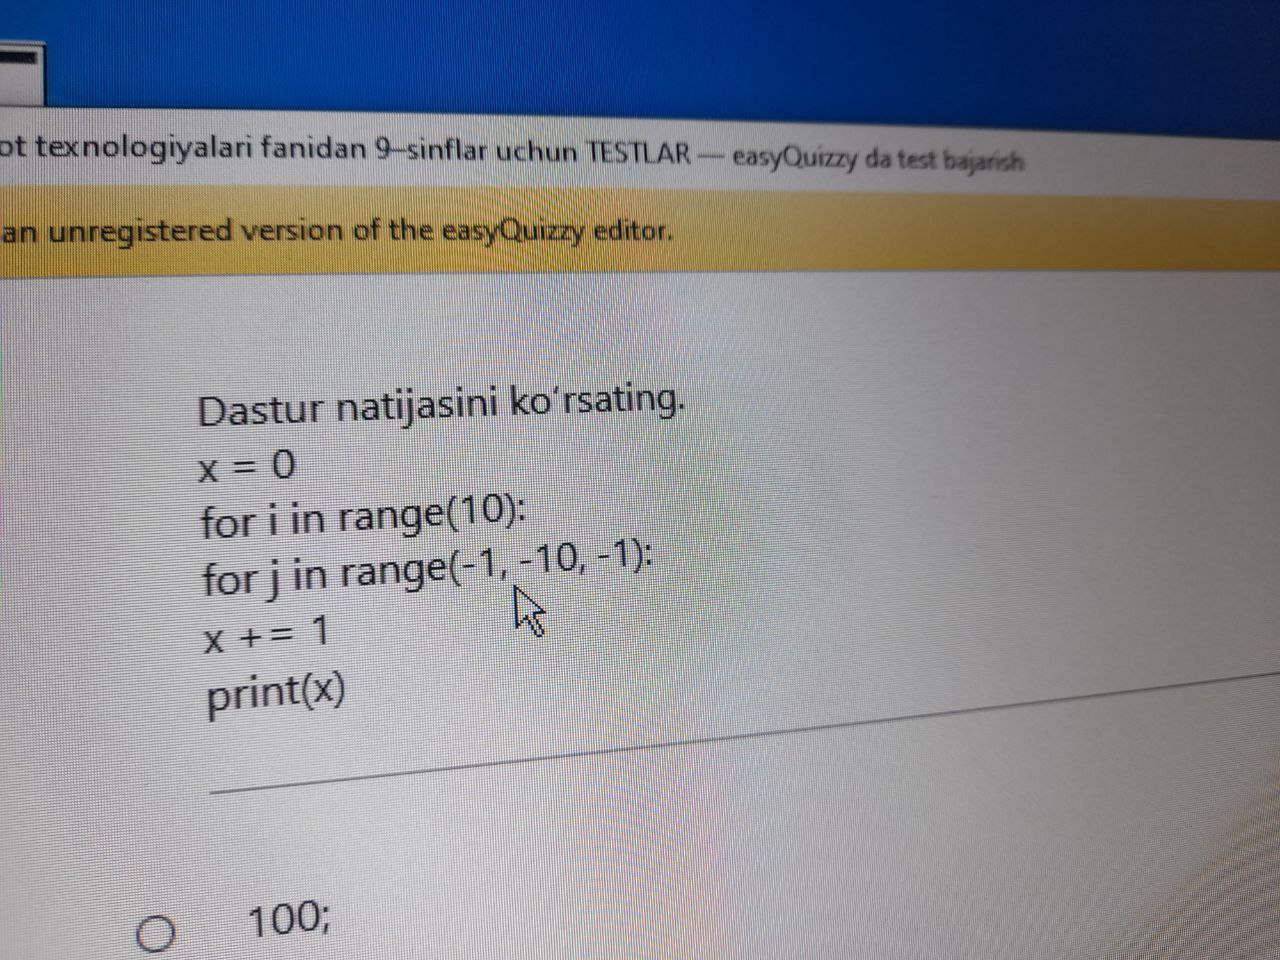 ot texnologiyalari fanidan 9–sinflar uchun TESTLAR — easyQuizzy da test bajarish
an unregistered version of the easyQuizzy editor.
Dastur natijasini ko‘rsating.
x = 0
for i in range(10):
for j in range(-1, -10, -1):
x += 1
print(x)
100;